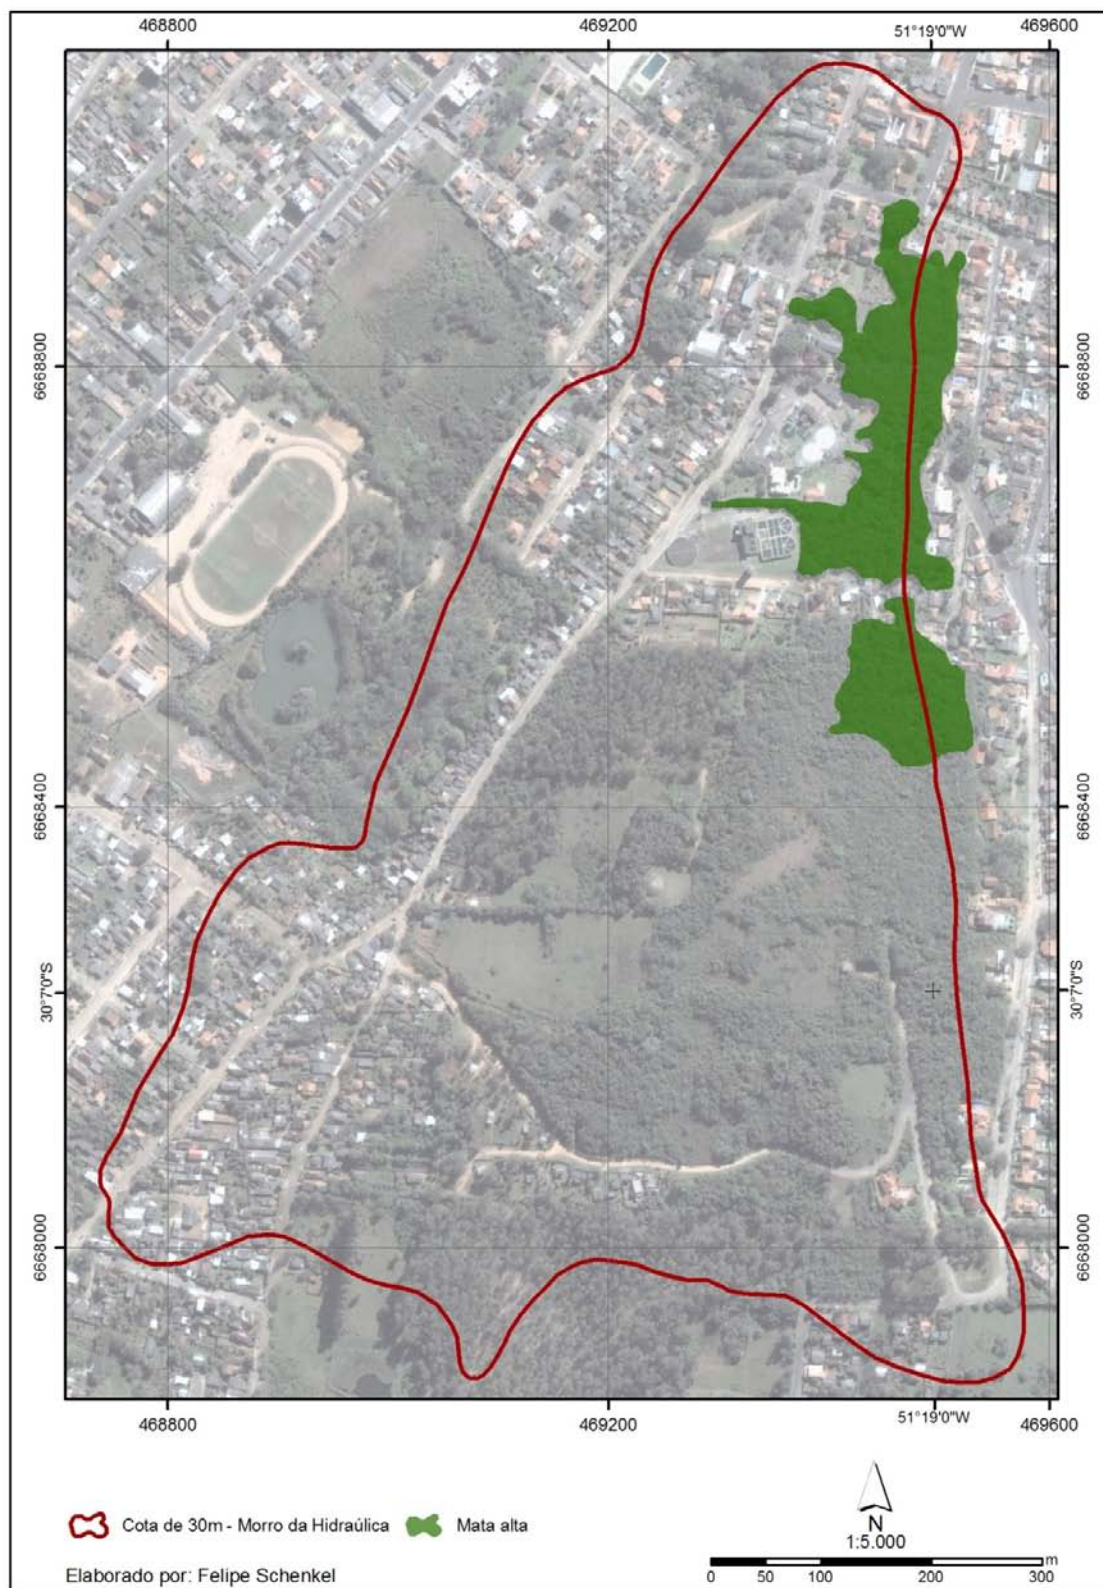 468800 469200 51°19'0"W 469600
6668800 6668800
6668400 6668400
30°7'0"S 30°7'0"S
6668000 6668000
468800 469200 51°19'0"W 469600
Cota de 30m - Morro da Hidraúlica Mata alta
N
1:5.000
m
0 50 100 200 300
Elaborado por: Felipe Schenkel